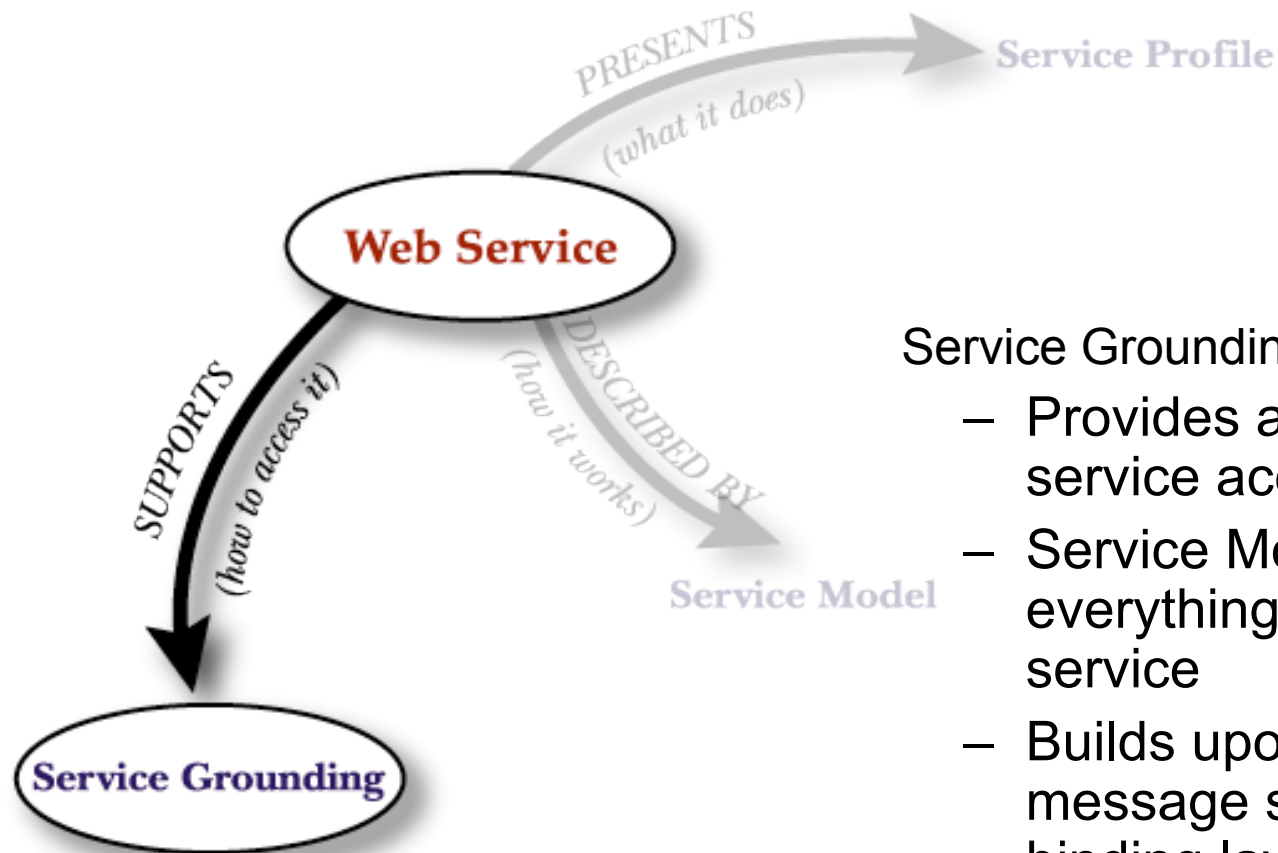 PRESENTS
(what it does)
Service Profile
Web Service
SUPPORTS
(how to access it)
DESCRIBED BY
(how it works)
Service Model
Service Grounding
Service Groundin
– Provides a
service acc
– Service Mo
everything
service
– Builds upo
message s